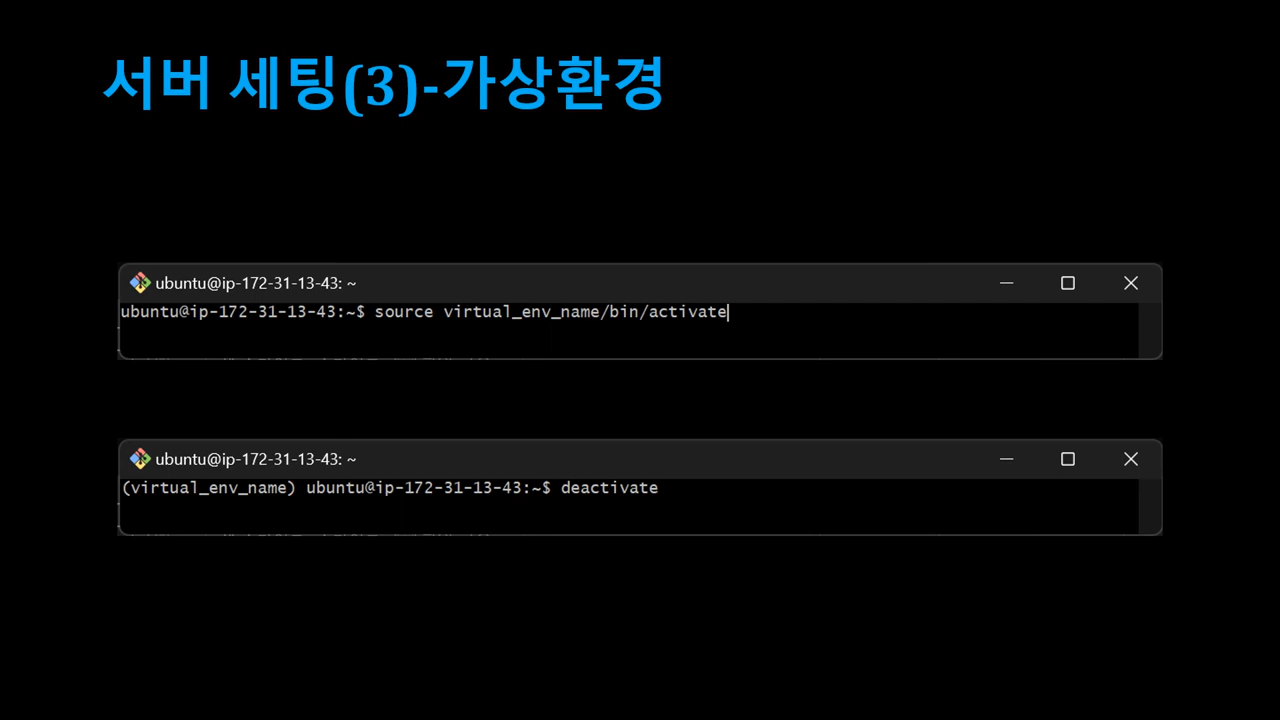 서버 세팅(3)-가상환경
ubuntu@ip-172-31-13-43: ~
ubuntu@ip-172-31-13-43:~$ source virtual_env_name/bin/activate
ubuntu@ip-172-31-13-43: ~
(virtual_env_name) ubuntu@ip-172-31-13-43:~$ deactivate